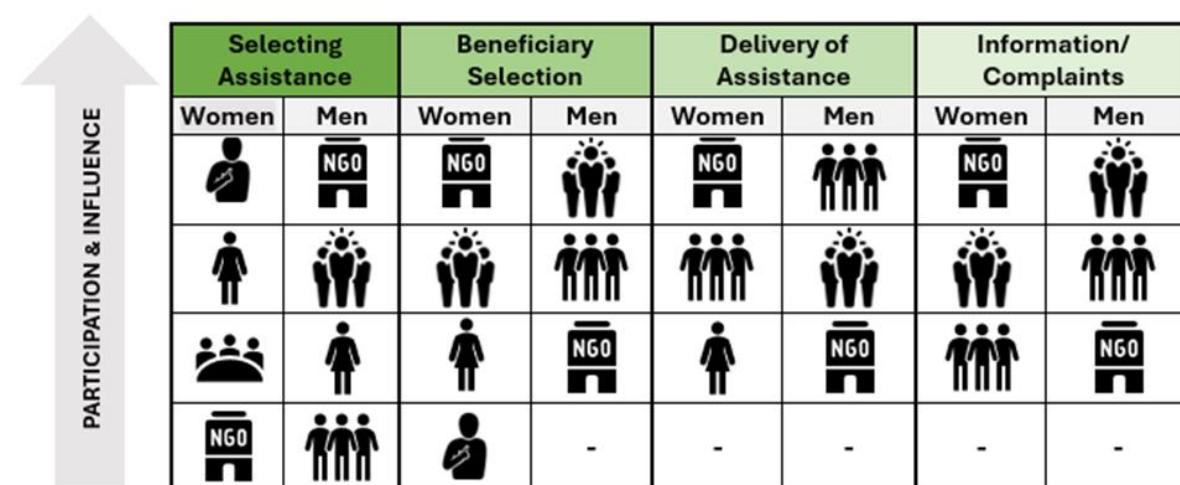 PARTICIPATION & INFLUENCE
Selecting Assistance
Beneficiary Selection
Delivery of Assistance
Information/ Complaints
Women Men Women Men Women Men Women Men
NGO NGO NGO NGO
NGO NGO NGO
NGO - - - - -